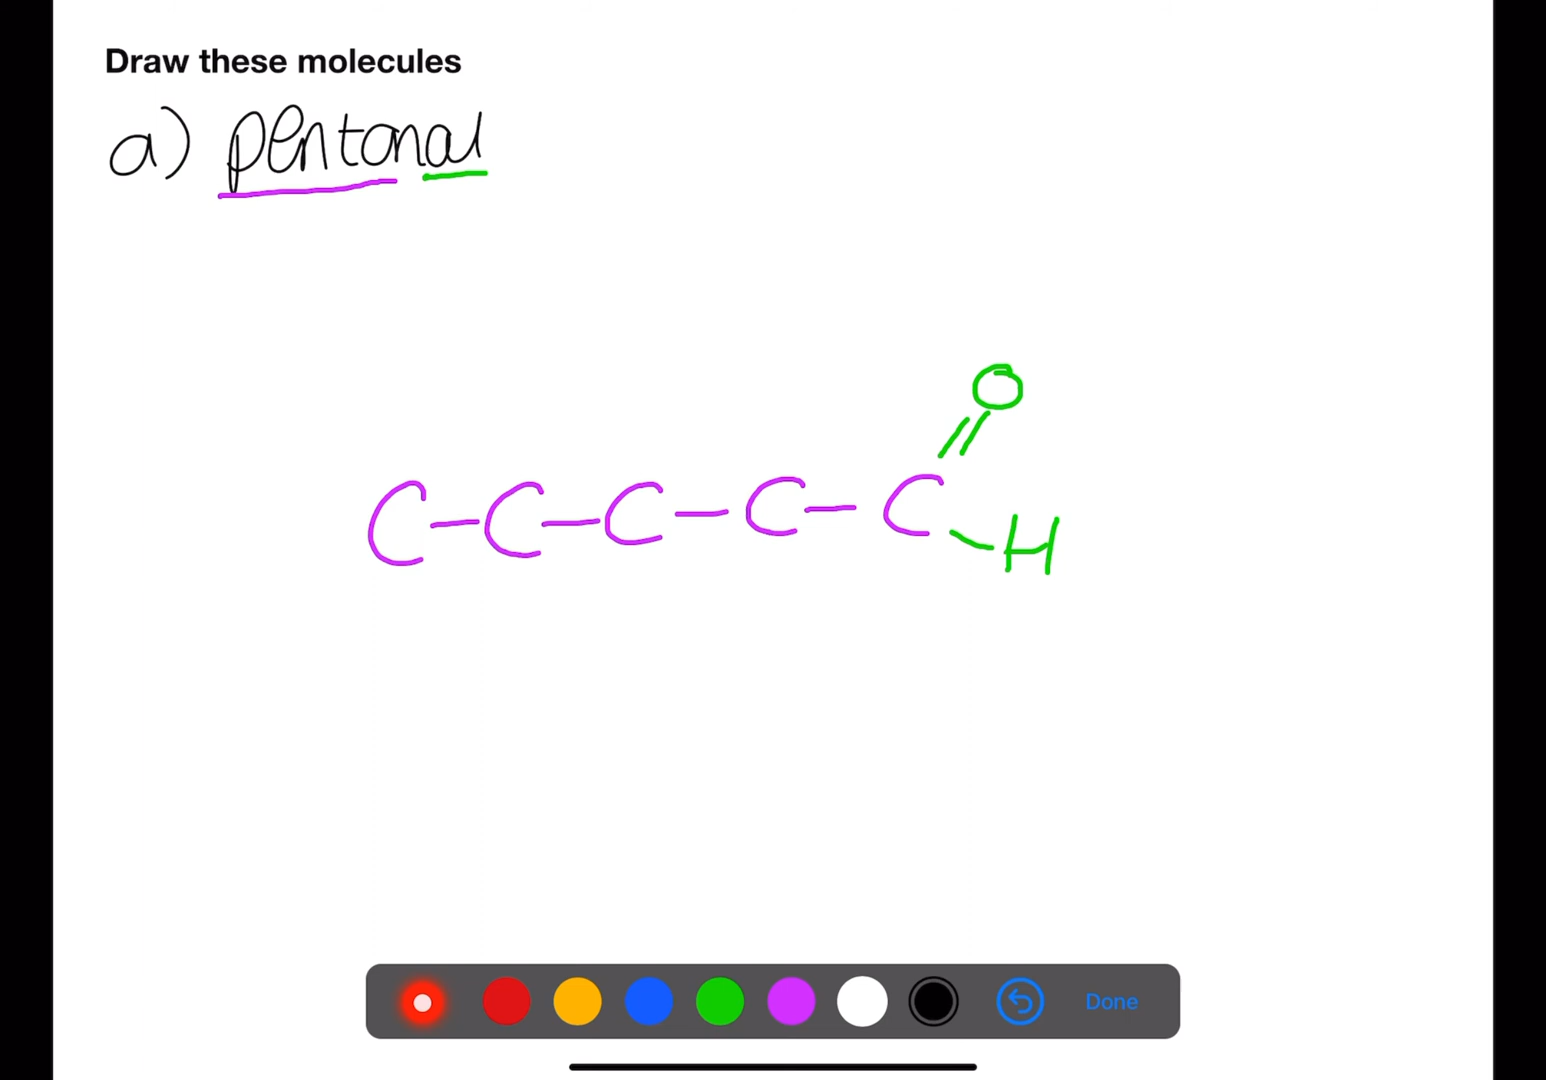 Draw these molecules
a) pentanal
O
C-C-C-C-C-H
Done